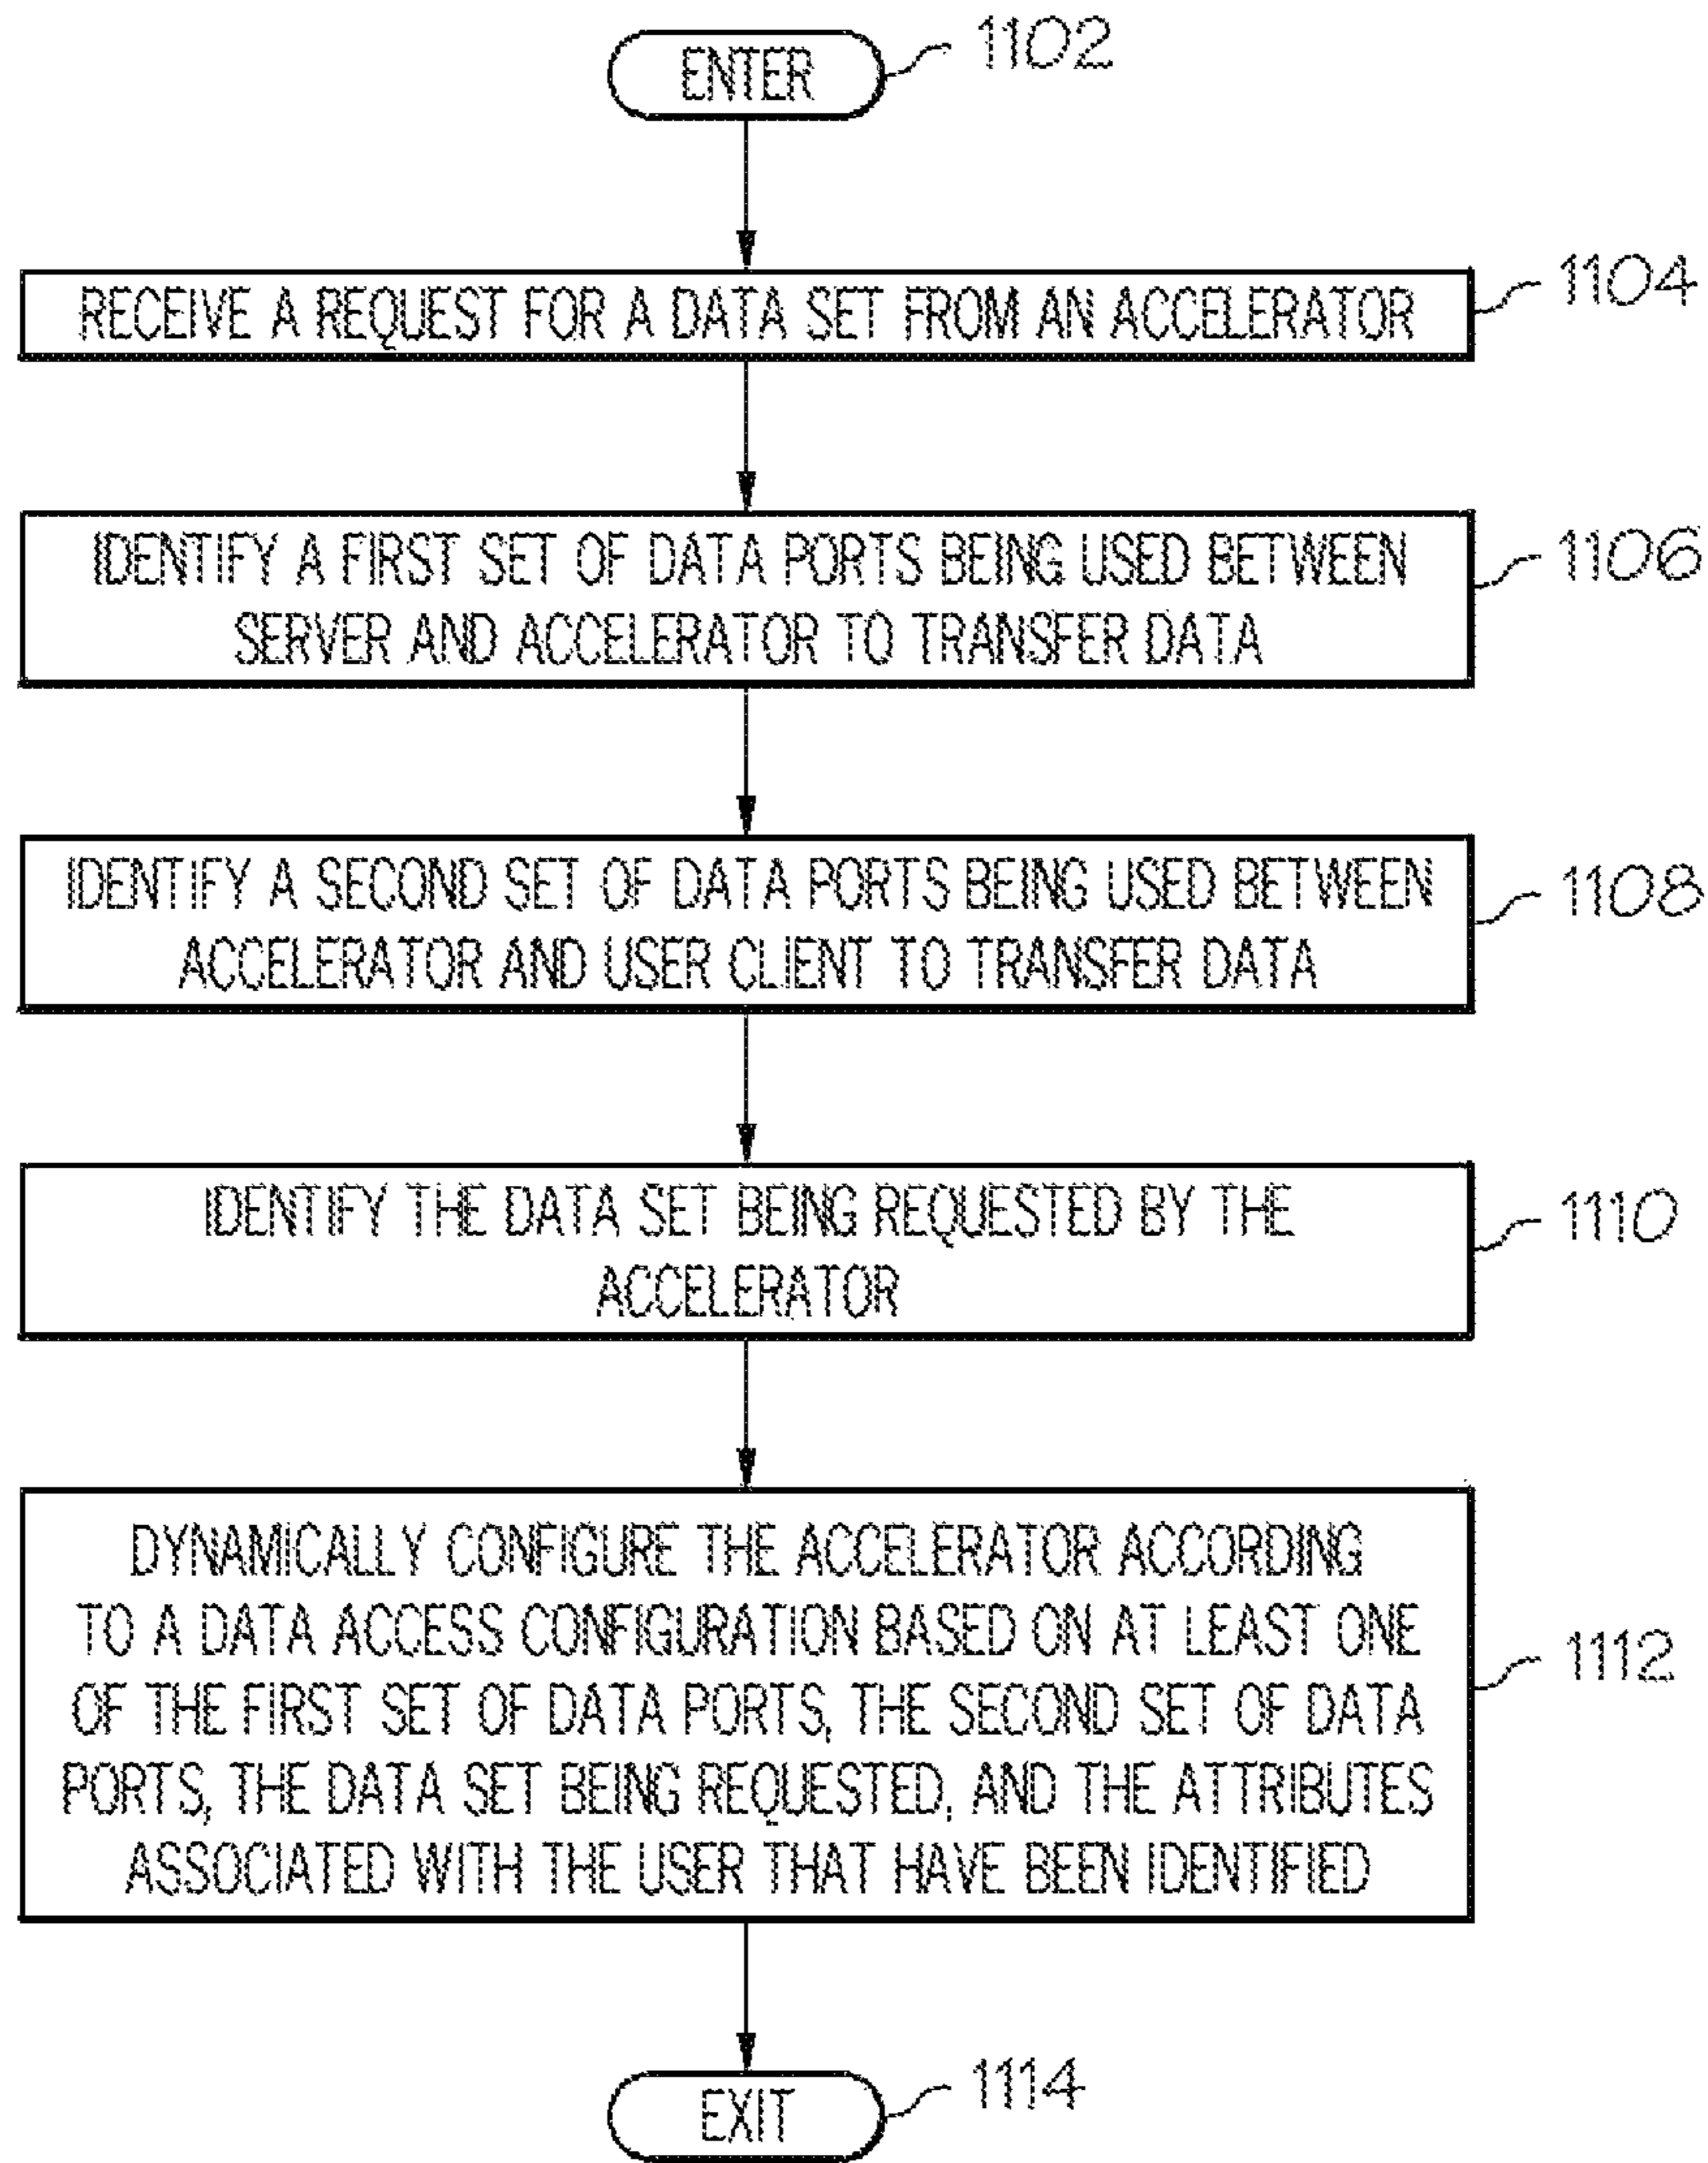 ENTER
1102
RECEIVE A REQUEST FOR A DATA SET FROM AN ACCELERATOR
1104
IDENTIFY A FIRST SET OF DATA PORTS BEING USED BETWEEN
SERVER AND ACCELERATOR TO TRANSFER DATA
1106
IDENTIFY A SECOND SET OF DATA PORTS BEING USED BETWEEN
ACCELERATOR AND USER CLIENT TO TRANSFER DATA
1108
IDENTIFY THE DATA SET BEING REQUESTED BY THE
ACCELERATOR
1110
DYNAMICALLY CONFIGURE THE ACCELERATOR ACCORDING
TO A DATA ACCESS CONFIGURATION BASED ON AT LEAST ONE
OF THE FIRST SET OF DATA PORTS, THE SECOND SET OF DATA
PORTS, THE DATA SET BEING REQUESTED, AND THE ATTRIBUTES
ASSOCIATED WITH THE USER THAT HAVE BEEN IDENTIFIED
1112
EXIT
1114